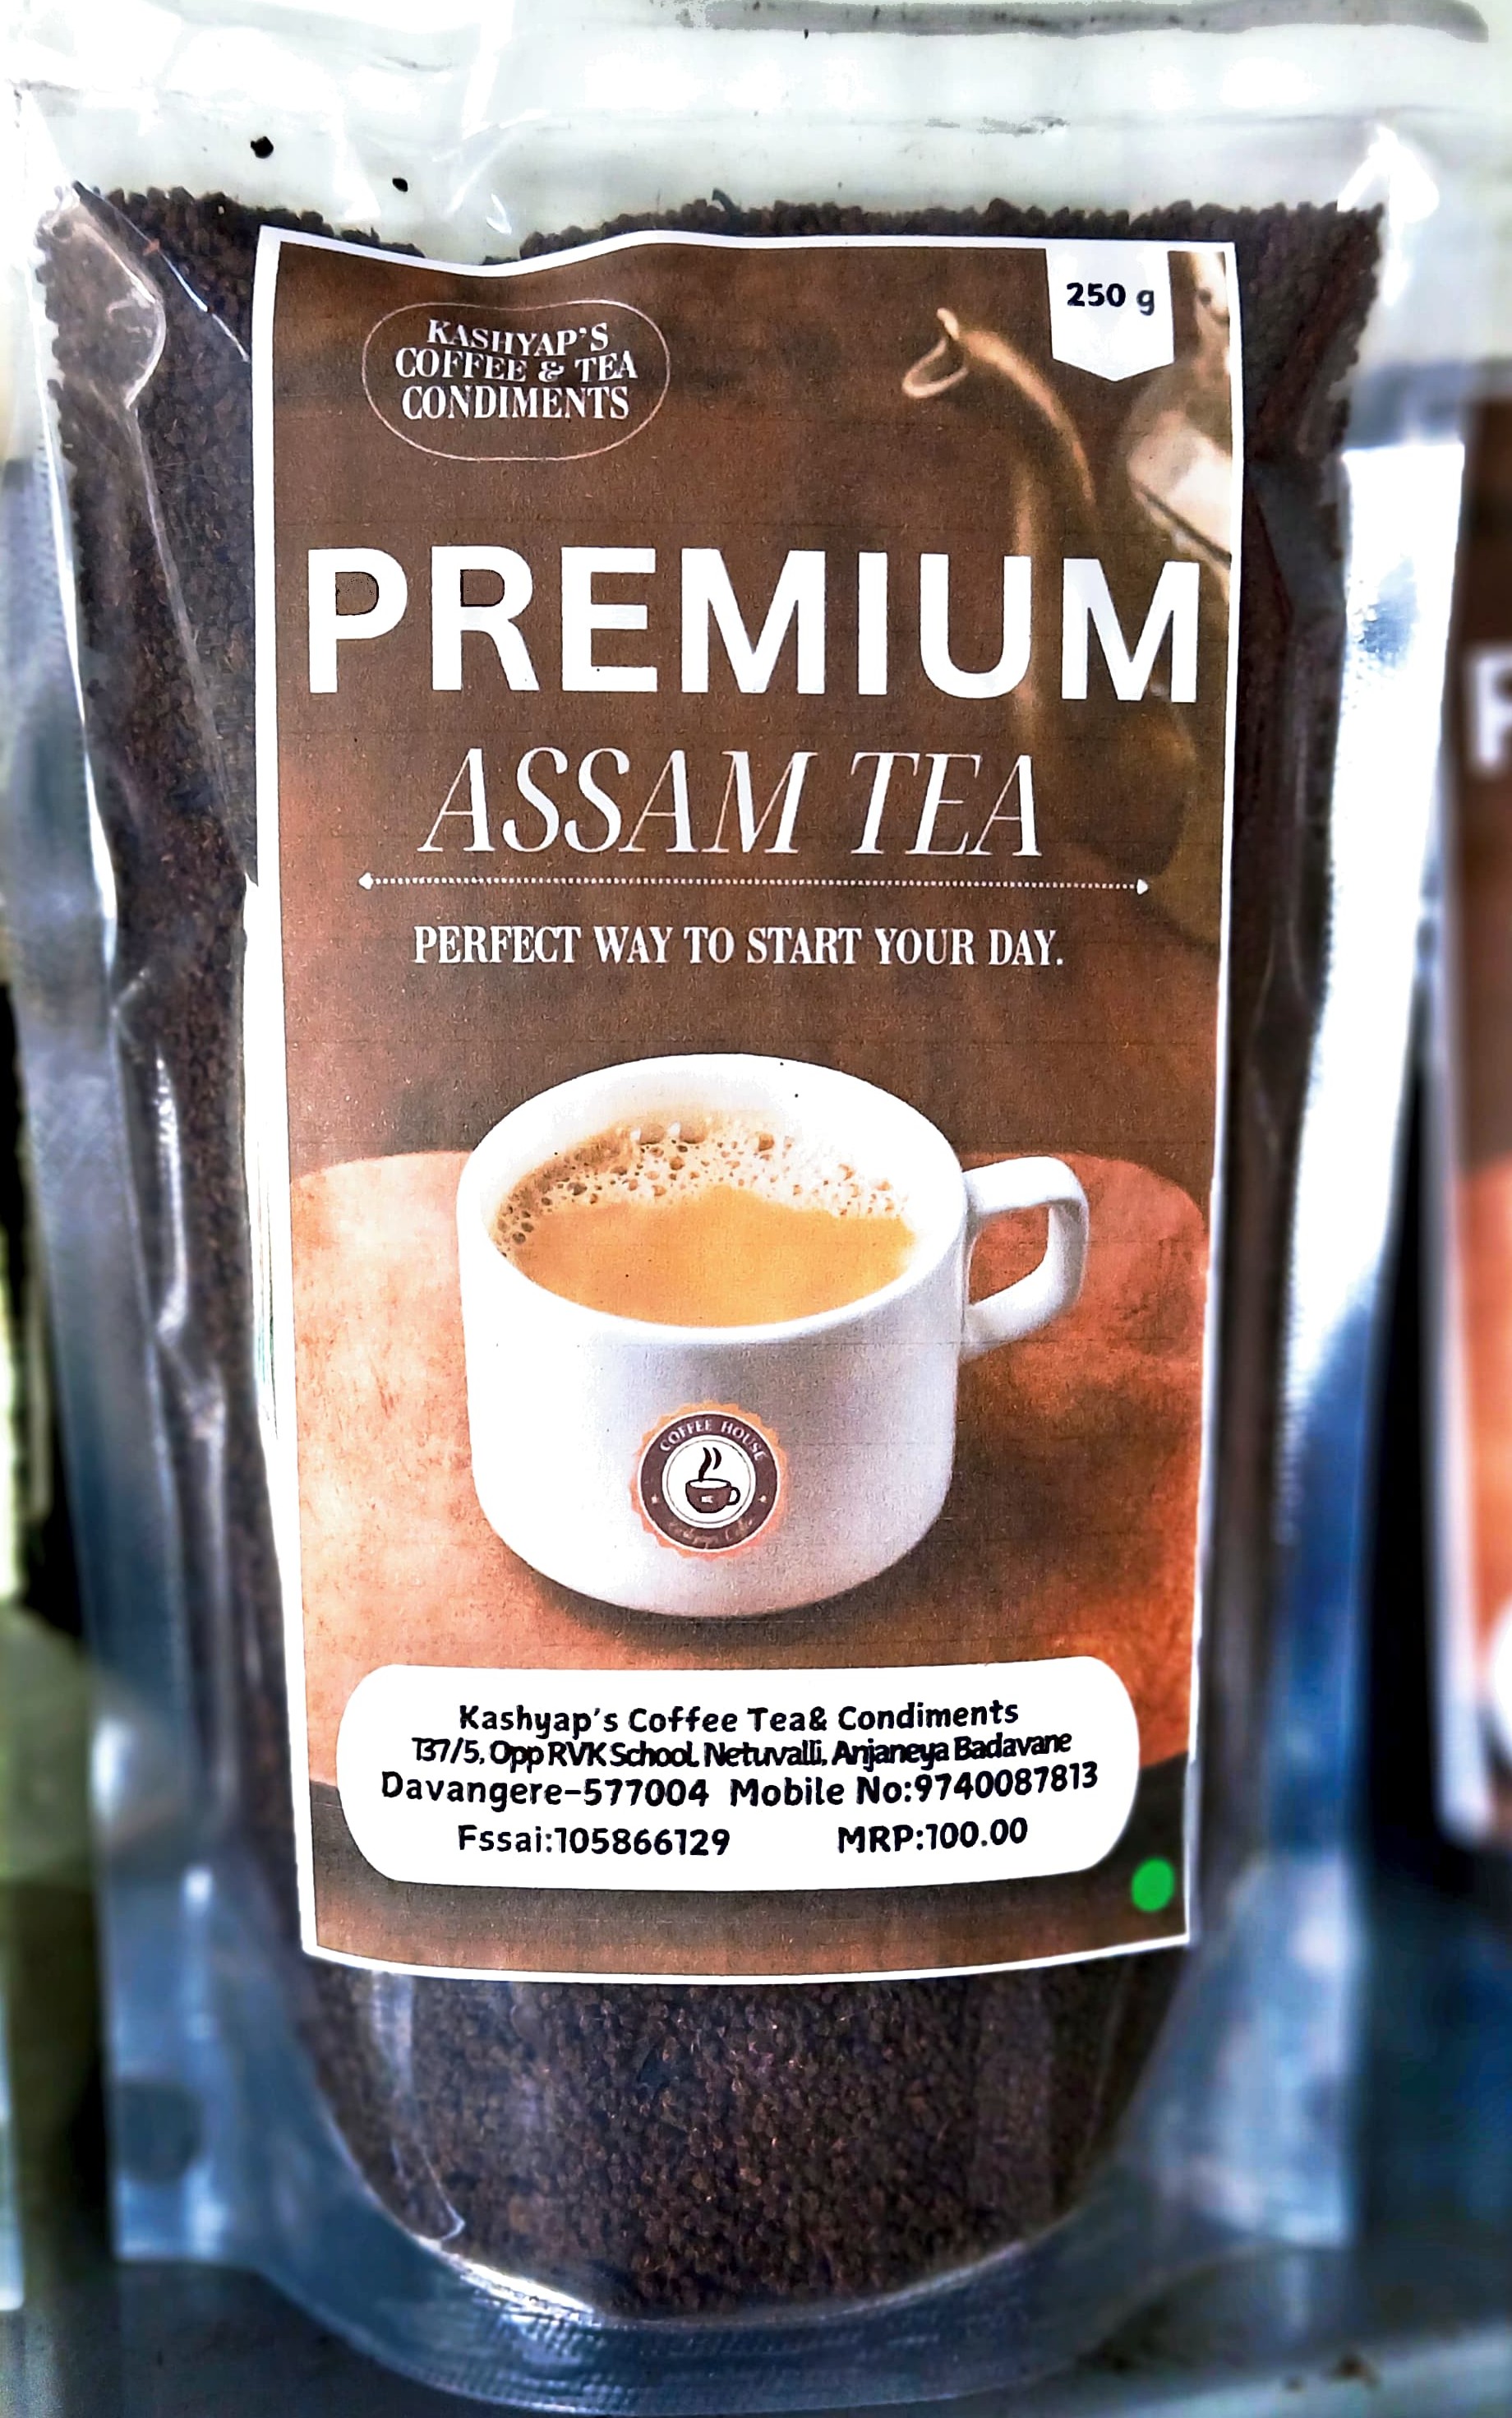 250 g
KASHYAP'S
COFFEE & TEA
CONDIMENTS
PREMIUM
ASSAM TEA
PERFECT WAY TO START YOUR DAY.
COFFEE HOUSE
Kashyap's Coffee Tea& Condiments
737/5, Opp RVK School, Netuvalli, Anjaneya Badavane
Davangere-577004 Mobile No:9740087813
Fssai:105866129 MRP:100.00